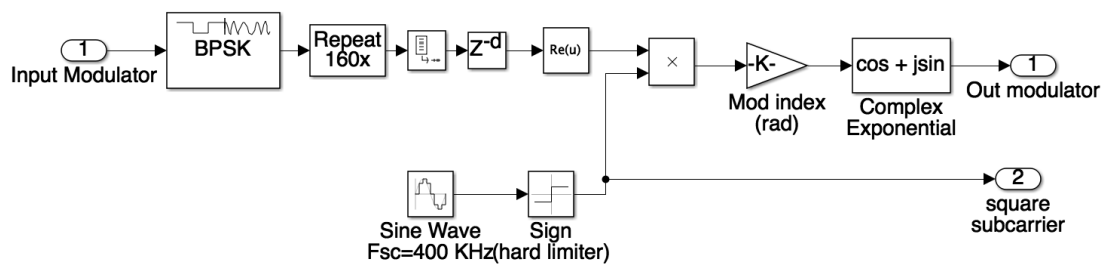 1
Input Modulator
BPSK
Repeat
160x
z-d
Re(u)
×
-K-
Mod index
(rad)
cos + jsin
Complex
Exponential
1
Out modulator
Sine Wave
Fsc=400 KHz
Sign
(hard limiter)
2
square
subcarrier